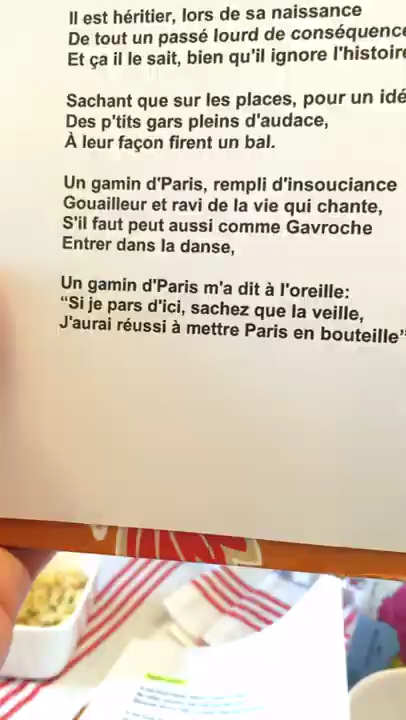 Il est héritier, lors de sa naissance
De tout un passé lourd de conséquence
Et ça il le sait, bien qu'il ignore l'histoire
Sachant que sur les places, pour un idé
Des p'tits gars pleins d'audace,
À leur façon firent un bal.
Un gamin d'Paris, rempli d'insouciance
Gouailleur et ravi de la vie qui chante,
S'il faut peut aussi comme Gavroche
Entrer dans la danse,
Un gamin d'Paris m'a dit à l'oreille:
“Si je pars d'ici, sachez que la veille,
J'aurai réussi à mettre Paris en bouteille”